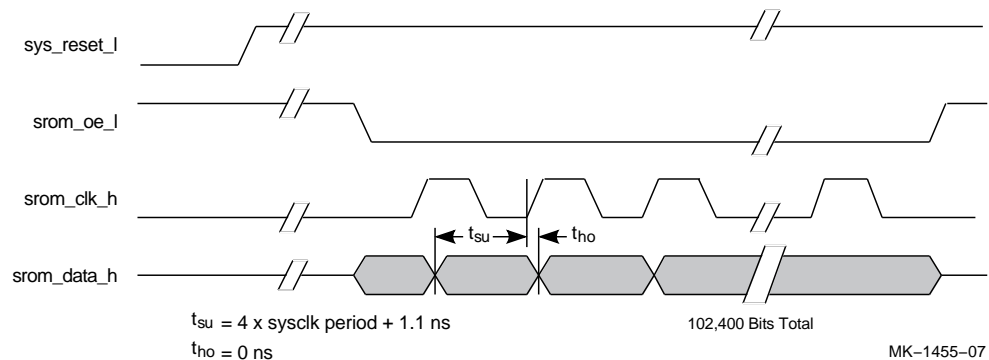 sys_reset_l
srom_oe_l
srom_clk_h
tsu
tho
srom_data_h
tsu = 4 x sysclk period + 1.1 ns
102,400 Bits Total
tho = 0 ns
MK−1455−07